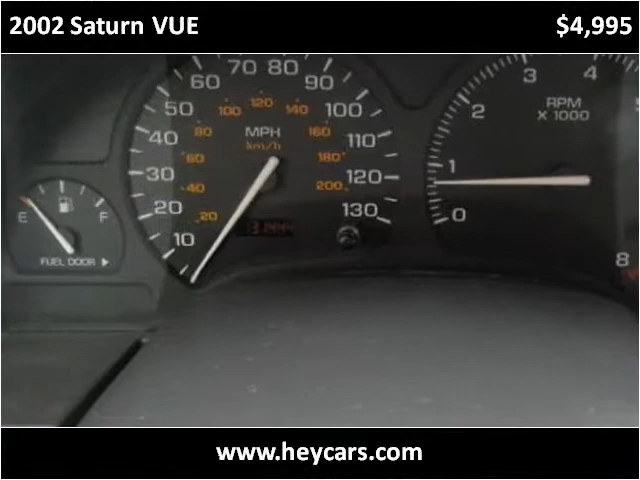 2002 Saturn VUE $4,995
10 20 30 40 50 60 70 80 90 100 110 120 130
20 40 60 80 100 120 140 160 180 200
MPH
km/h
E F
FUEL DOOR
0 1 2 3 4 8
RPM
X 1000
www.heycars.com